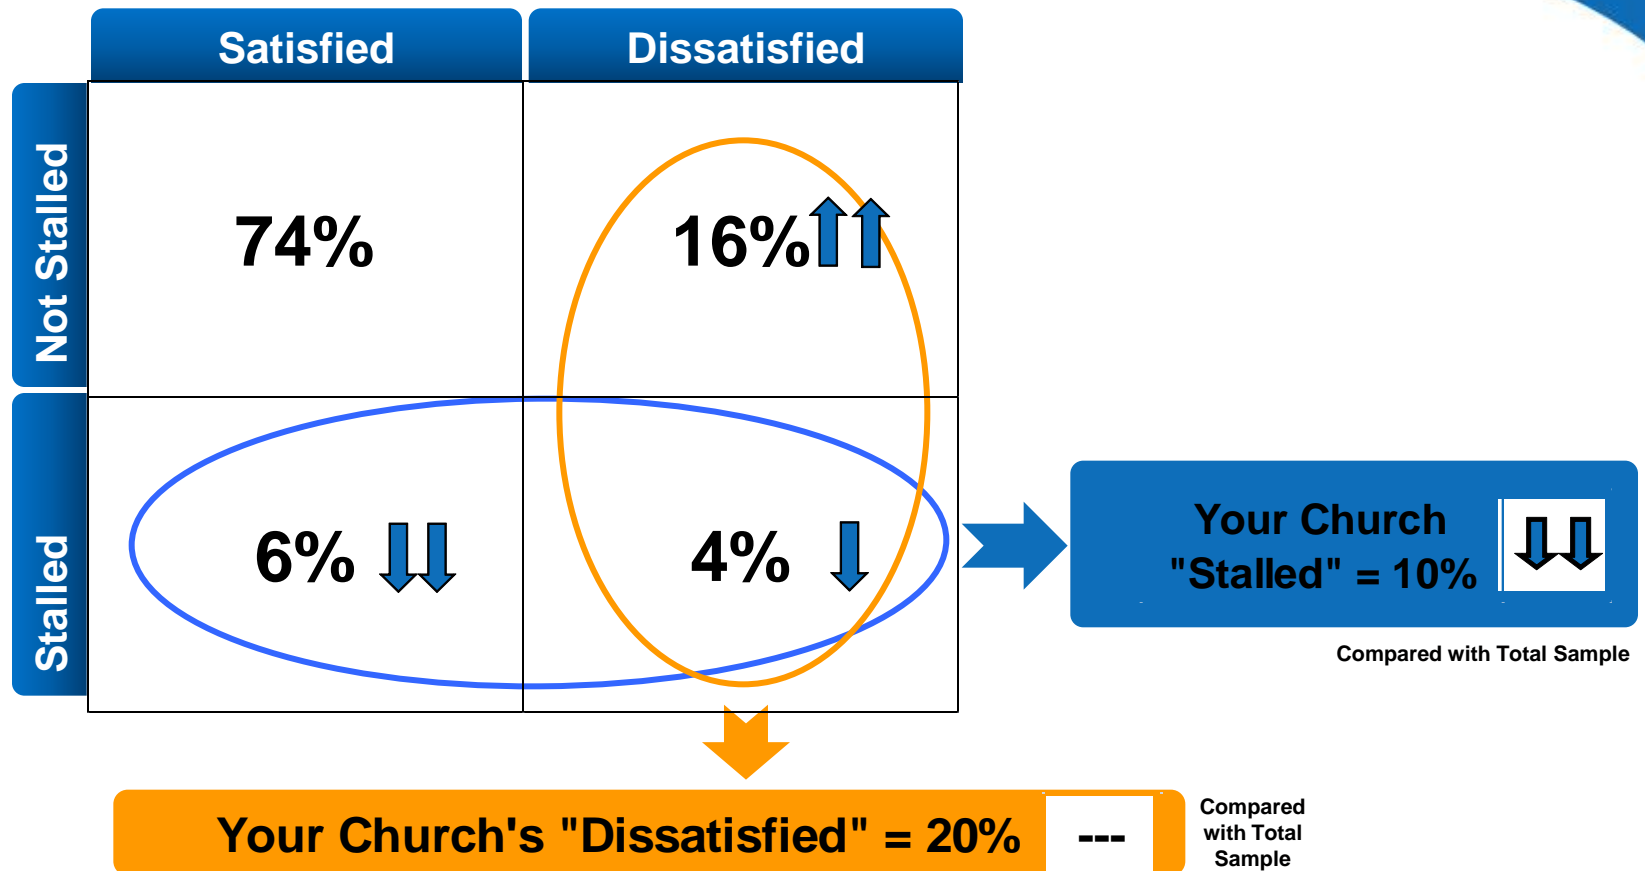 Satisfied
Dissatisfied
Not Stalled
74%
16%
Stalled
6%
4%
Your Church
"Stalled" = 10%
Compared with Total Sample
Your Church's "Dissatisfied" = 20%
---
Compared
with Total
Sample